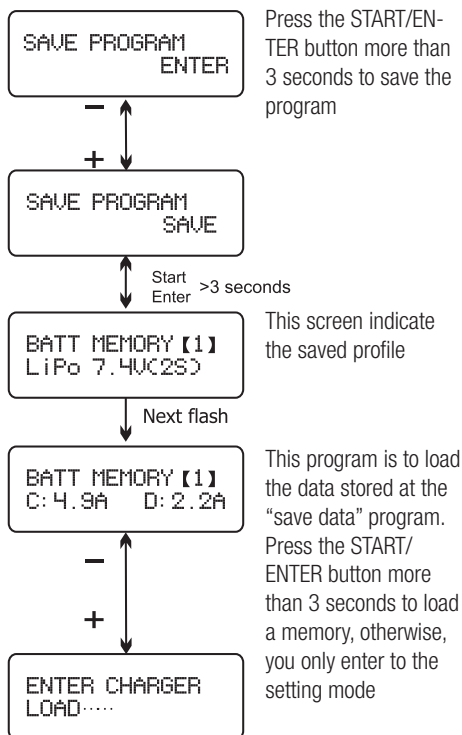 SAVE PROGRAM
ENTER
Press the START/EN-
TER button more than
3 seconds to save the
program
−
+
SAVE PROGRAM
SAVE
Start
Enter >3 seconds
BATT MEMORY【1】
LiPo 7.4V(2S)
This screen indicate
the saved profile
Next flash
BATT MEMORY【1】
C:4.9A D:2.2A
This program is to load
the data stored at the
“save data” program.
Press the START/
ENTER button more
than 3 seconds to load
a memory, otherwise,
you only enter to the
setting mode
−
+
ENTER CHARGER
LOAD·····